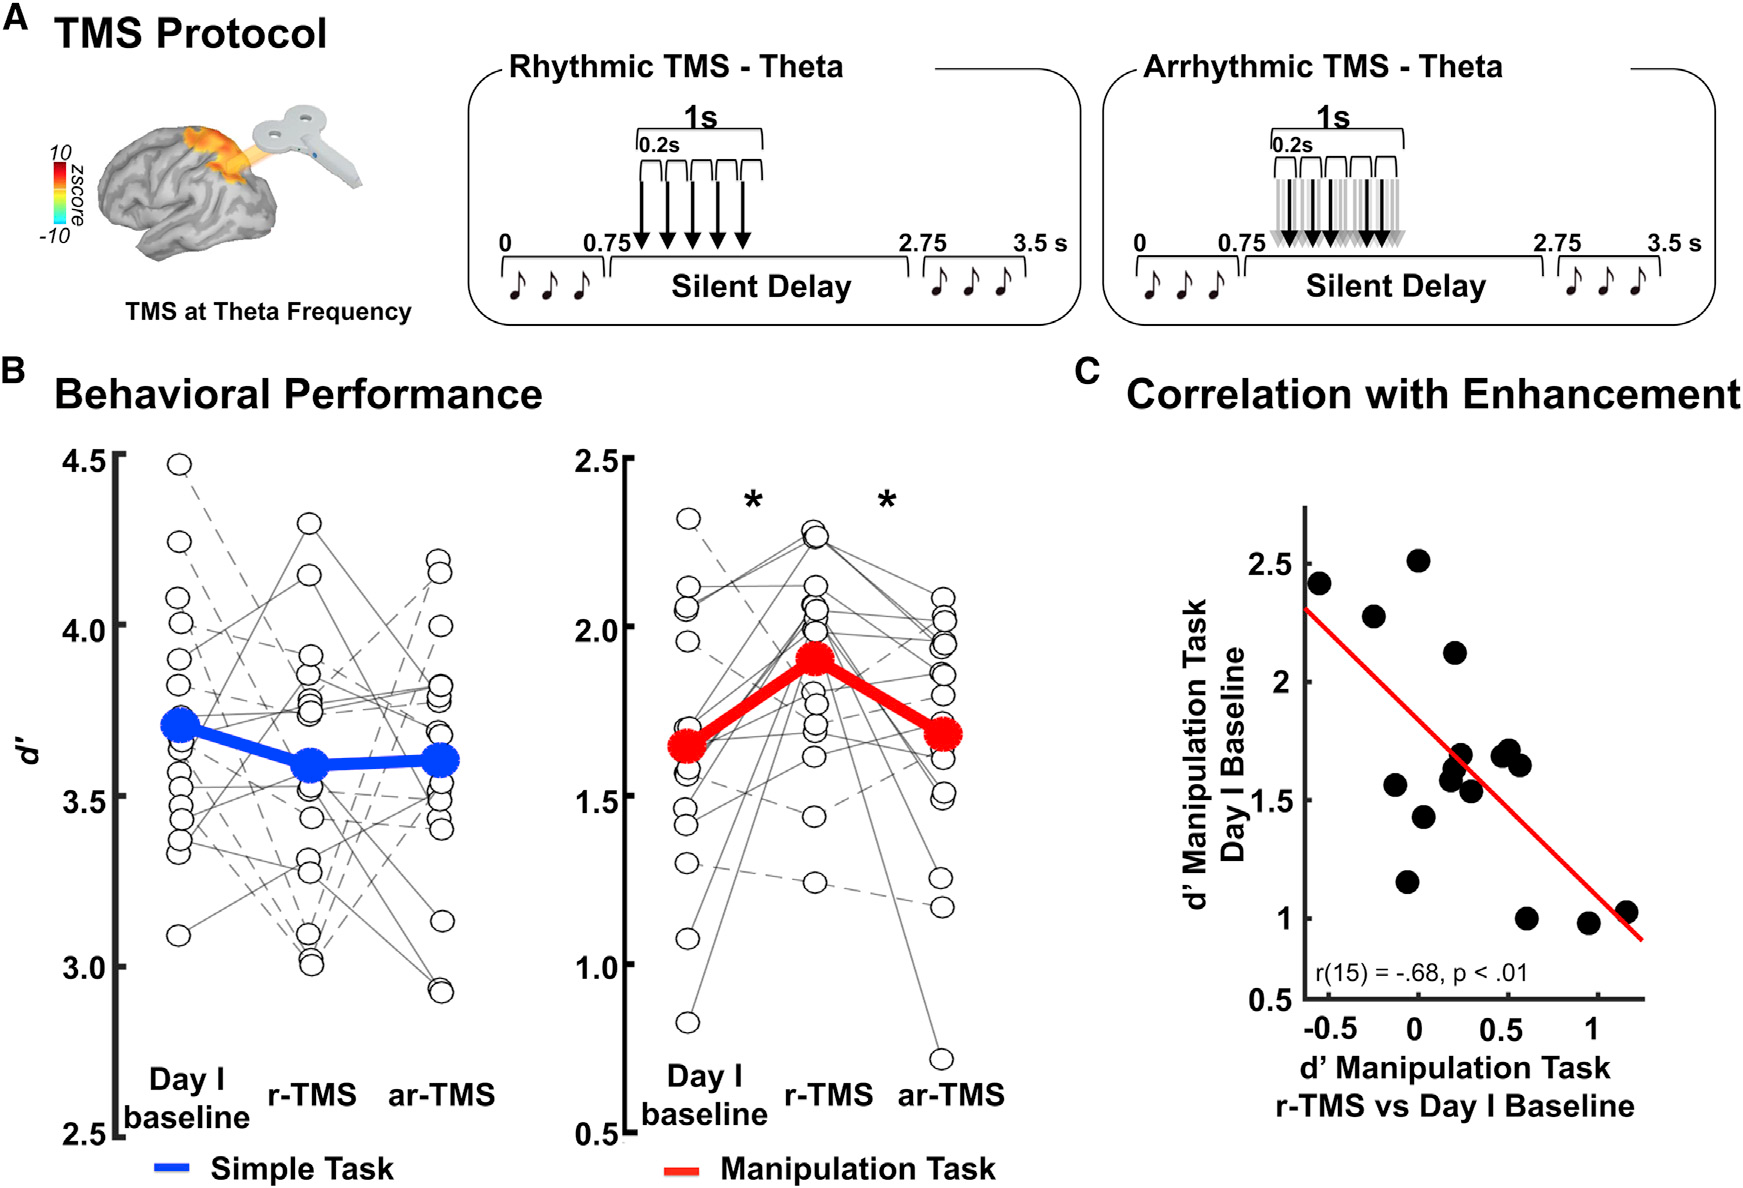 A
TMS Protocol
10
zscore
-10
TMS at Theta Frequency
Rhythmic TMS - Theta
1s
0.2s
0 0.75 2.75 3.5 s
Silent Delay
Arrhythmic TMS - Theta
1s
0.2s
0 0.75 2.75 3.5 s
Silent Delay
B
Behavioral Performance
d'
4.5
4.0
3.5
3.0
2.5
Day I
baseline
r-TMS
ar-TMS
Simple Task
2.5
2.0
1.5
1.0
0.5
* *
Day I
baseline
r-TMS
ar-TMS
Manipulation Task
C
Correlation with Enhancement
d’ Manipulation Task
Day I Baseline
2.5
2
1.5
1
0.5
r(15) = -.68, p < .01
-0.5 0 0.5 1
d’ Manipulation Task
r-TMS vs Day I Baseline